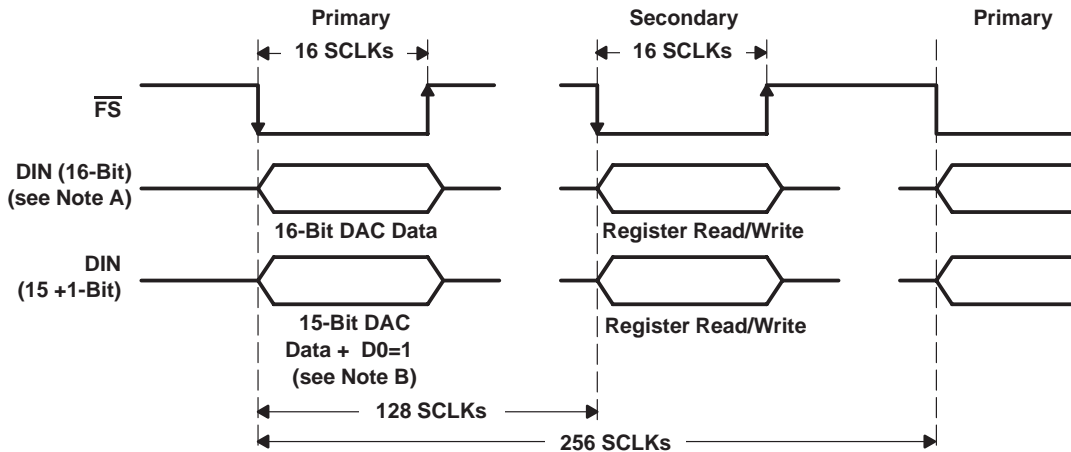 Primary Secondary Primary
16 SCLKs 16 SCLKs
FS
DIN (16-Bit)
(see Note A)
16-Bit DAC Data Register Read/Write
DIN
(15 +1-Bit)
15-Bit DAC Register Read/Write
Data + D0=1
(see Note B)
128 SCLKs
256 SCLKs